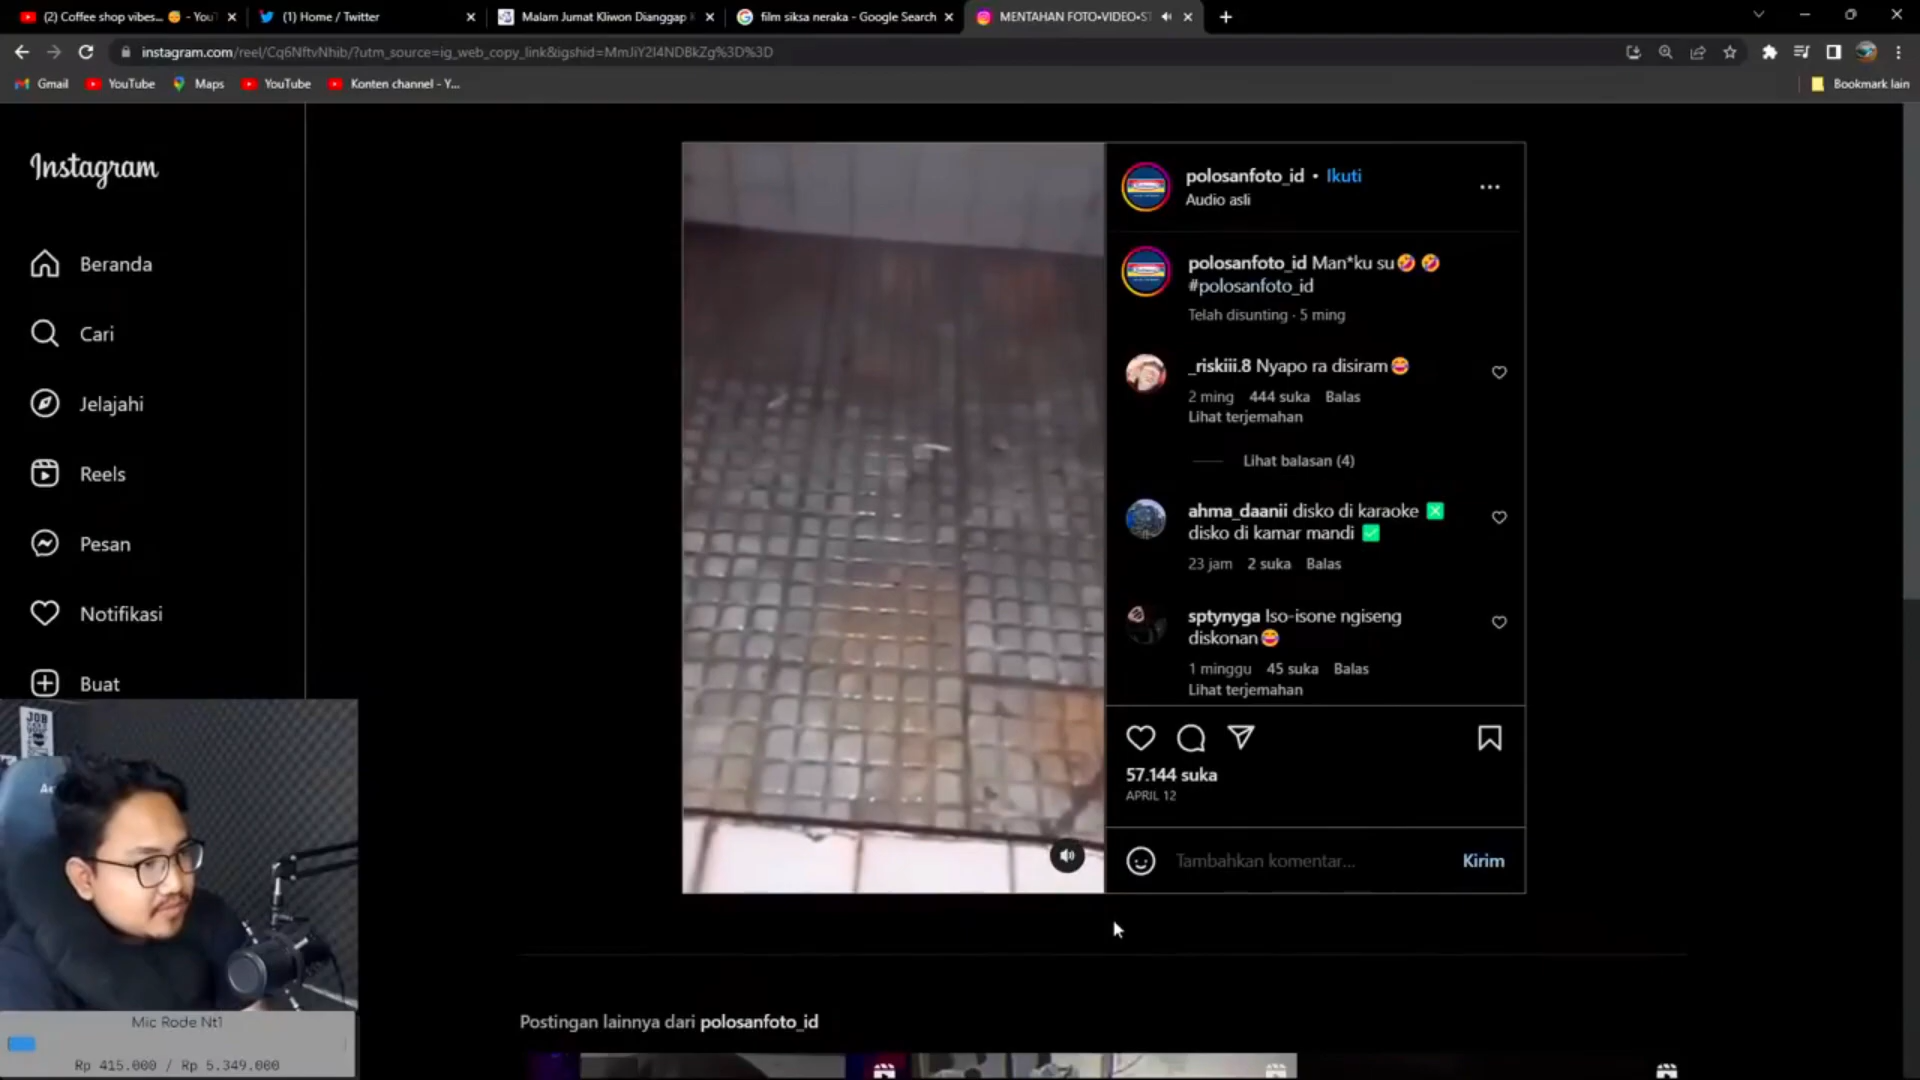 (2) Coffee shop vibes...
(1) Home / Twitter
Malam Jumat Kliwon Dianggap
film siksa neraka - Google Search
MENTAHAN FOTO•VIDEO•ST
instagram.com/reel/Cq6NftvNhib/?utm_source=ig_web_copy_link&igshid=MmJiY2I4NDBkZg%3D%3D
Gmail
YouTube
Maps
YouTube
Konten channel - Y...
Bookmark lain
Instagram
Beranda
Cari
Jelajahi
Reels
Pesan
Notifikasi
Buat
polosanfoto_id • Ikuti
Audio asli
polosanfoto_id Man*ku su🤣 🤣
#polosanfoto_id
Telah disunting · 5 ming
_riskiii.8 Nyapo ra disiram😂
2 ming 444 suka Balas
Lihat terjemahan
Lihat balasan (4)
ahma_daanii disko di karaoke ❎
disko di kamar mandi ✅
23 jam 2 suka Balas
sptynyga Iso-isone ngiseng
diskonan😂
1 minggu 45 suka Balas
Lihat terjemahan
57.144 suka
APRIL 12
Tambahkan komentar...
Kirim
Postingan lainnya dari polosanfoto_id
JOB
Mic Rode Nt1
Rp 415.000 / Rp 5.349.000